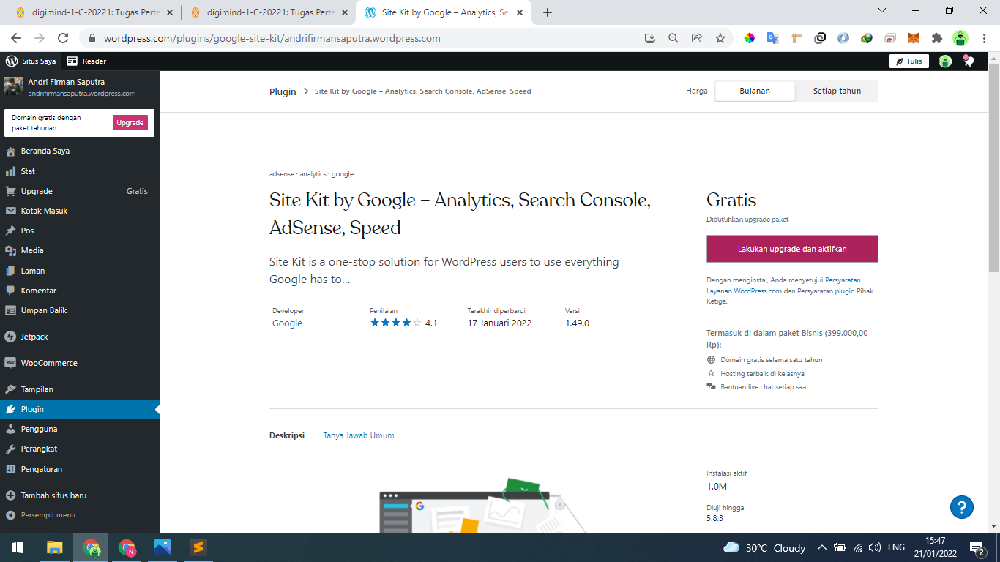 digimind-1-C-20221: Tugas Perte
digimind-1-C-20221: Tugas Perte
Site Kit by Google – Analytics, Se
wordpress.com/plugins/google-site-kit/andrifirmansaputra.wordpress.com
Situs Saya
Reader
Tulis
Andri Firman Saputra
andrifirmansaputra.wordpress.com
Domain gratis dengan
paket tahunan
Upgrade
Beranda Saya
Stat
Upgrade
Gratis
Kotak Masuk
Pos
Media
Laman
Komentar
Umpan Balik
Jetpack
WooCommerce
Tampilan
Plugin
Pengguna
Perangkat
Pengaturan
Tambah situs baru
Persempit menu
Plugin
Site Kit by Google – Analytics, Search Console, AdSense, Speed
Harga
Bulanan
Setiap tahun
adsense · analytics · google
Site Kit by Google – Analytics, Search Console,
AdSense, Speed
Site Kit is a one-stop solution for WordPress users to use everything
Google has to…
Developer
Google
Penilaian
4.1
Terakhir diperbarui
17 Januari 2022
Versi
1.49.0
Gratis
Dibutuhkan upgrade paket
Lakukan upgrade dan aktifkan
Dengan menginstal, Anda menyetujui Persyaratan
Layanan WordPress.com dan Persyaratan plugin Pihak
Ketiga.
Termasuk di dalam paket Bisnis (399.000,00
Rp):
Domain gratis selama satu tahun
Hosting terbaik di kelasnya
Bantuan live chat setiap saat
Deskripsi
Tanya Jawab Umum
G
Instalasi aktif
1.0M
Diuji hingga
5.8.3
?
30°C Cloudy
ENG
15:47
21/01/2022
2